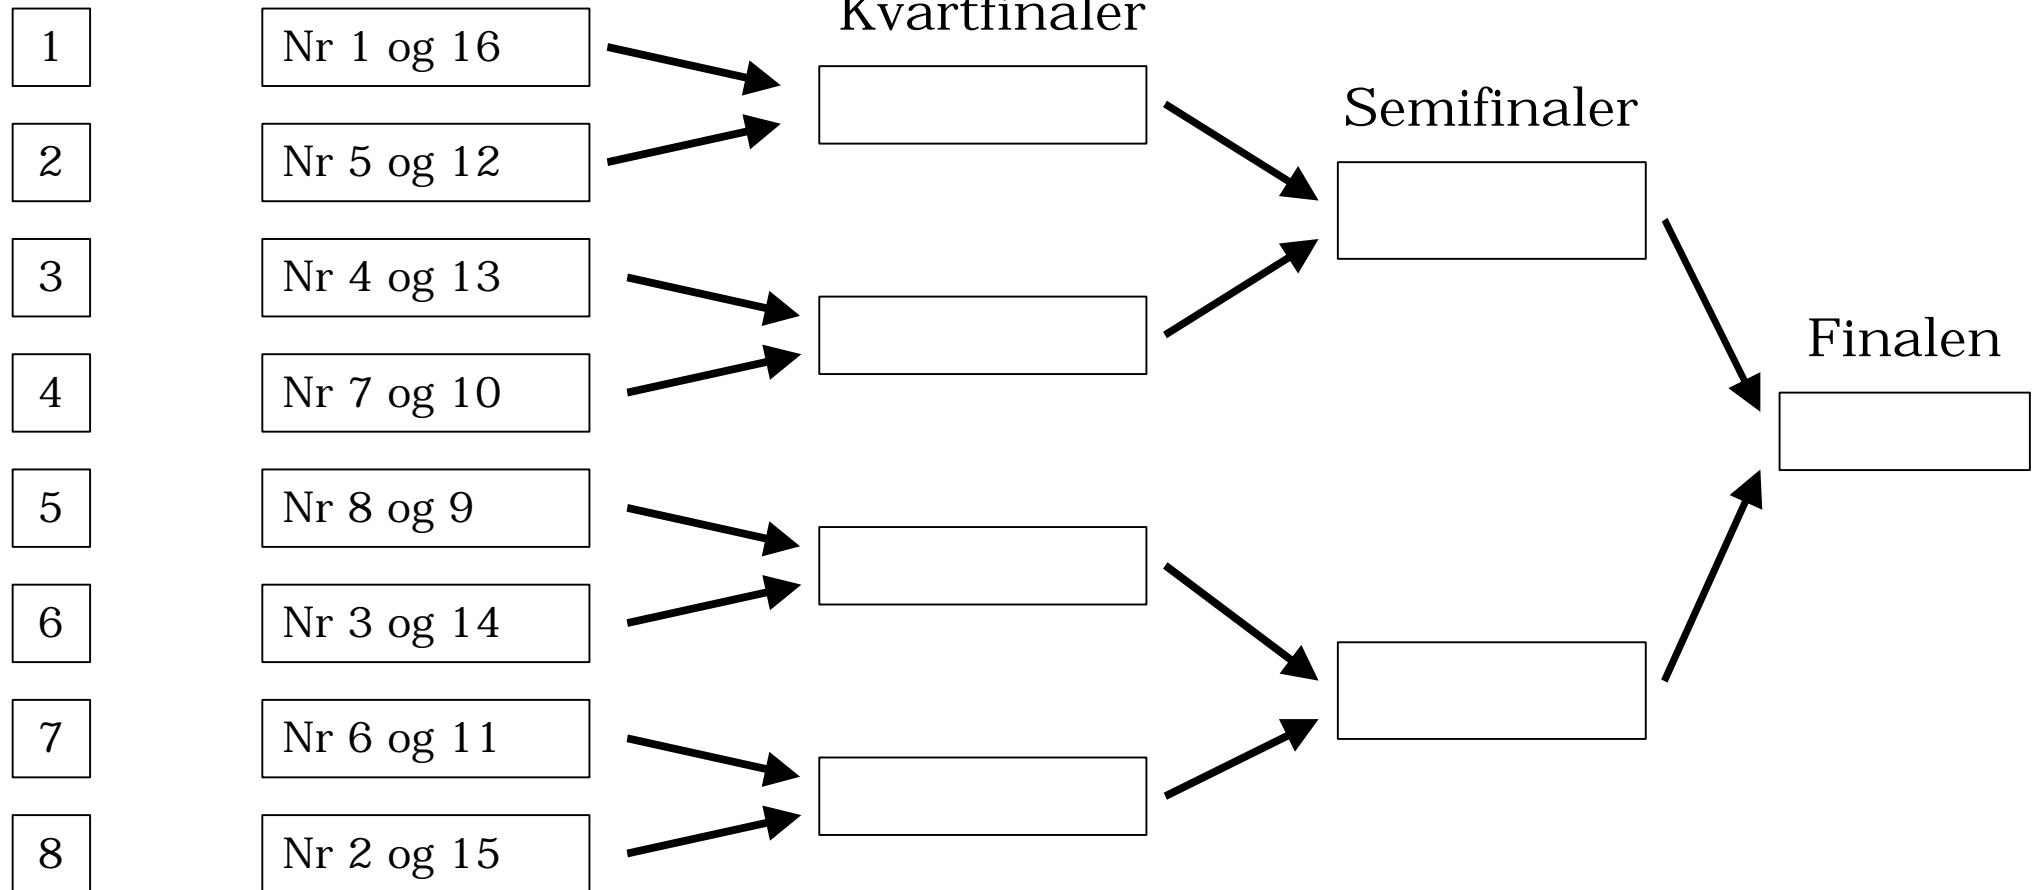 Kvartfinaler
1 Nr 1 og 16
Semifinaler
2 Nr 5 og 12
3 Nr 4 og 13
Finalen
4 Nr 7 og 10
5 Nr 8 og 9
6 Nr 3 og 14
7 Nr 6 og 11
8 Nr 2 og 15